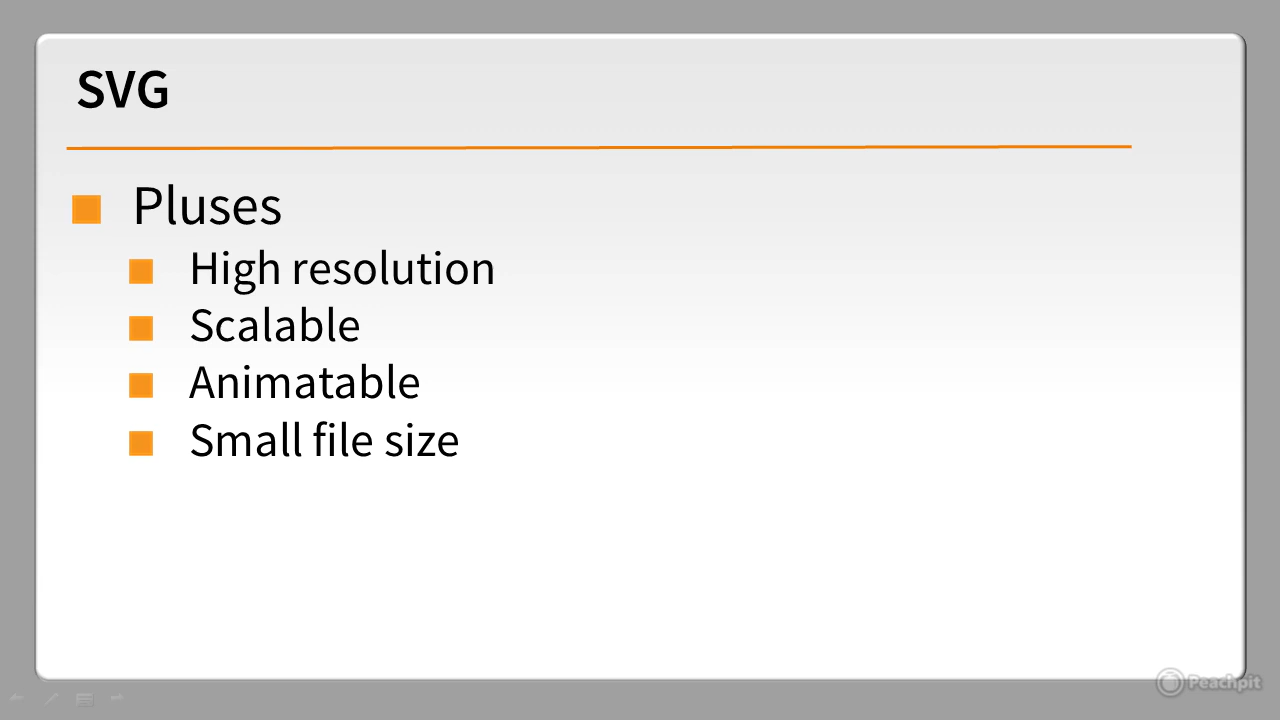 SVG
Pluses
High resolution
Scalable
Animatable
Small file size
Peachpit